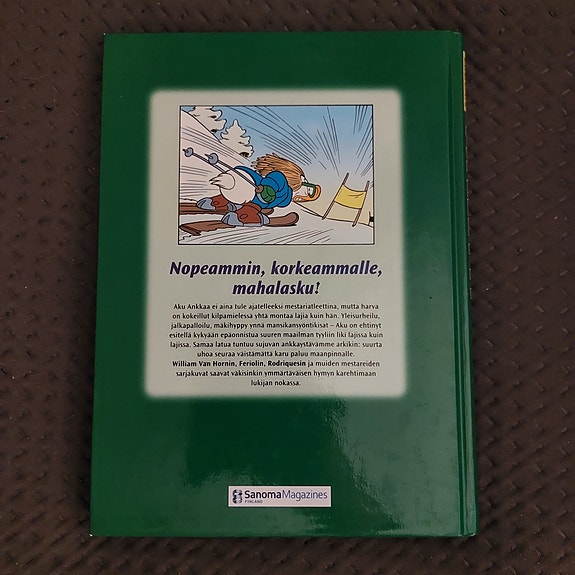 Nopeammin, korkeammalle,
mahalasku!
Aku Ankkaa ei aina tule ajatelleeksi mestariatleettina, mutta harva
on kokeillut kilpamielessä yhtä montaa lajia kuin hän. Yleisurheilu,
jalkapalloilu, mäkihyppy ynnä mansikansyöntikisat – Aku on ehtinyt
esitellä kykyään epäonnistua suuren maailman tyyliin liki lajissa kuin
lajissa. Samaa latua tuntuu sujuvan ankkaystävämme arkikin: suurta
uhoa seuraa väistämättä karu paluu maanpinnalle.
William Van Hornin, Feriolin, Rodriquesin ja muiden mestareiden
sarjakuvat saavat väkisinkin ymmärtäväisen hymyn karehtimaan
lukijan nokassa.
SanomaMagazines
FINLAND